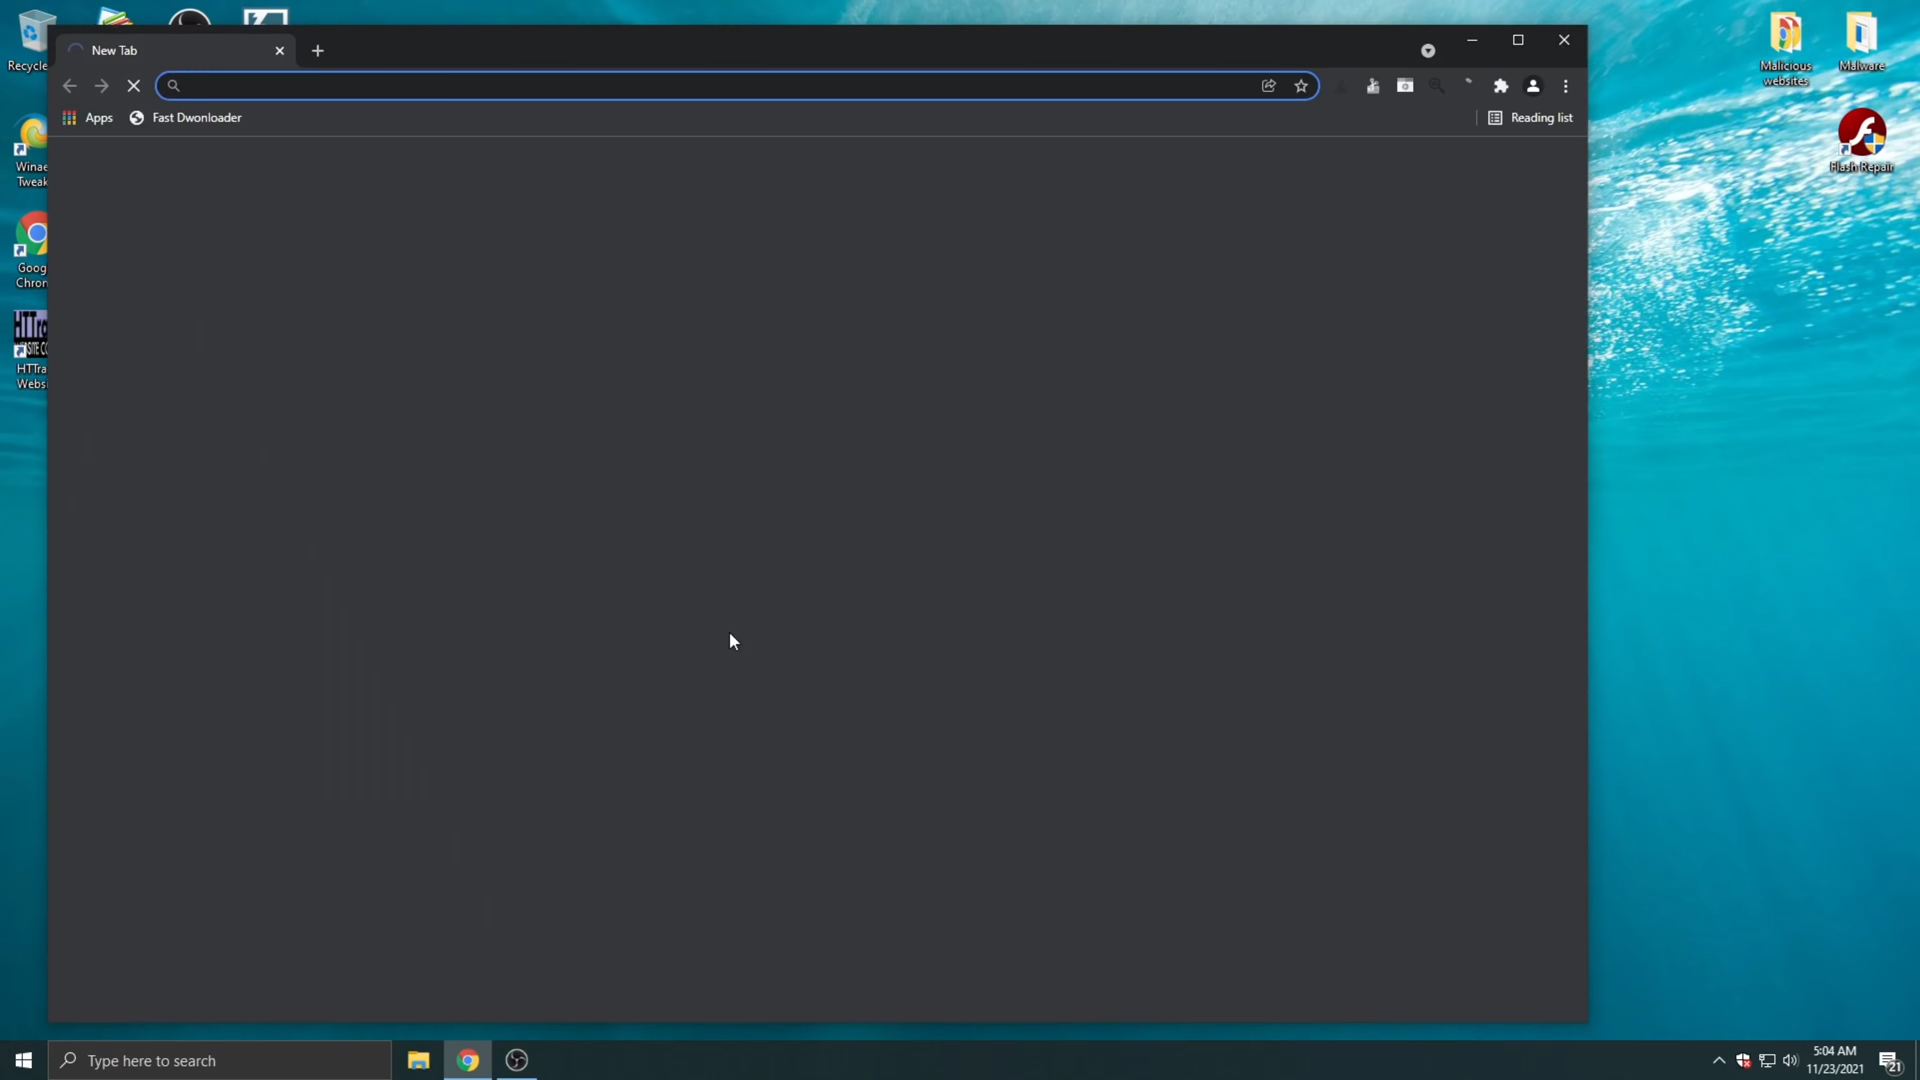 New Tab
Apps
Fast Dwonloader
Reading list
Recycle
Winae
Tweak
Goog
Chron
HTTra
Websi
Malicious
websites
Malware
Flash Repair
Type here to search
5:04 AM
11/23/2021
21